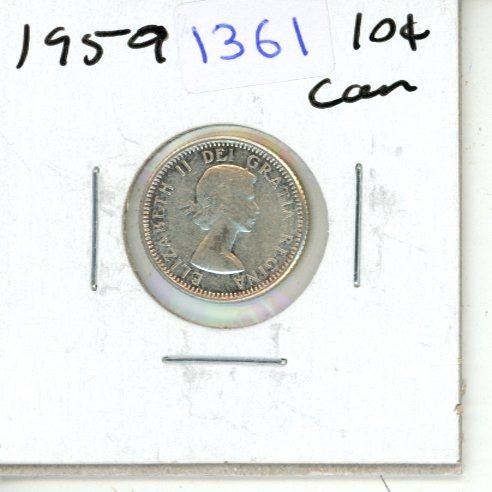 1959 1361 10¢
Can
ELIZABETH II DEI GRATIA REGINA